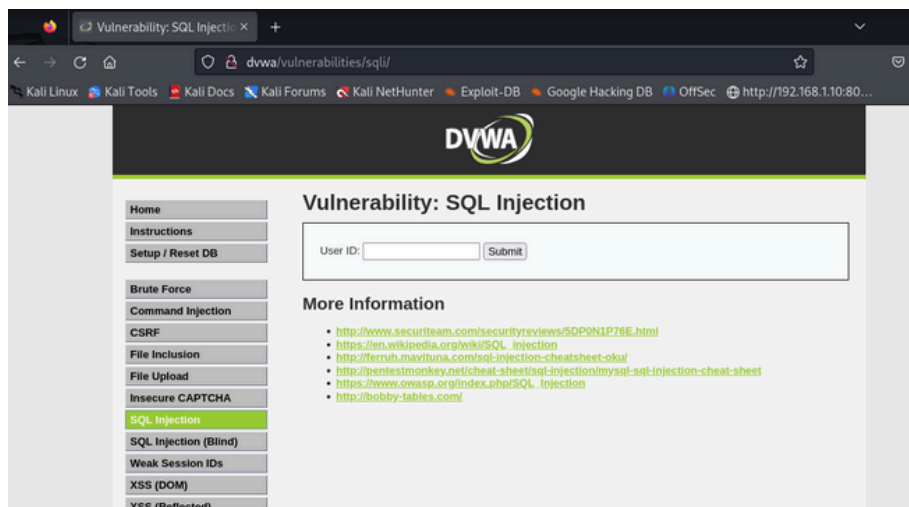 Vulnerability: SQL Injectio
dvwa/vulnerabilities/sqli/
Kali Linux Kali Tools Kali Docs Kali Forums Kali NetHunter Exploit-DB Google Hacking DB OffSec http://192.168.1.10:80...
DVWA
Vulnerability: SQL Injection
Home
Instructions
Setup / Reset DB
User ID: Submit
Brute Force
Command Injection
CSRF
File Inclusion
File Upload
Insecure CAPTCHA
SQL Injection
SQL Injection (Blind)
Weak Session IDs
XSS (DOM)
XSS (Reflected)
More Information
http://www.securiteam.com/securityreviews/5DP0N1P76E.html
https://en.wikipedia.org/wiki/SQL_injection
http://ferruh.mavituna.com/sql-injection-cheatsheet-oku/
http://pentestmonkey.net/cheat-sheet/sql-injection/mysql-sql-injection-cheat-sheet
https://www.owasp.org/index.php/SQL_Injection
http://bobby-tables.com/